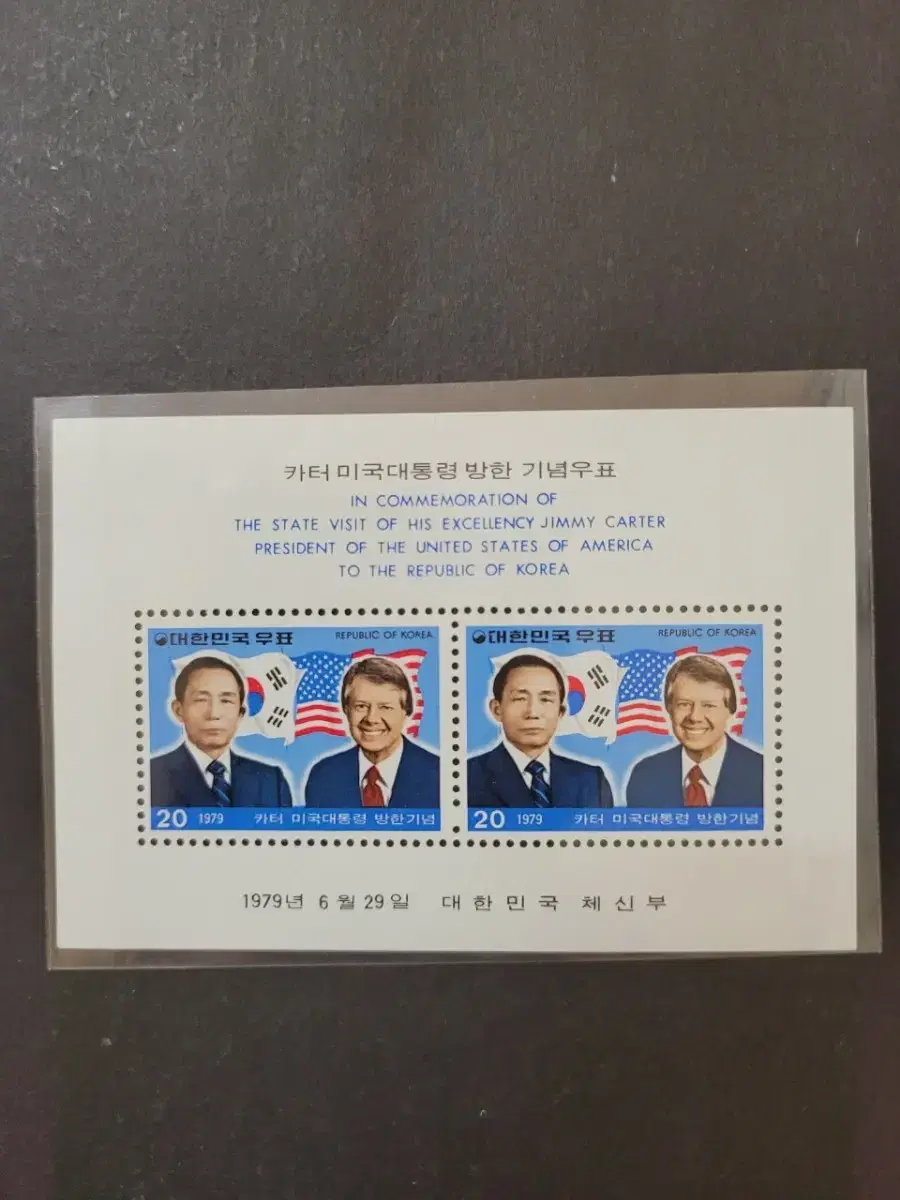 카터 미국대통령 방한 기념우표
IN COMMEMORATION OF
THE STATE VISIT OF HIS EXCELLENCY JIMMY CARTER
PRESIDENT OF THE UNITED STATES OF AMERICA
TO THE REPUBLIC OF KOREA
대한민국우표 REPUBLIC OF KOREA
20 1979 카터 미국대통령 방한기념
대한민국우표 REPUBLIC OF KOREA
20 1979 카터 미국대통령 방한기념
1979년 6월 29일 대한민국 체신부